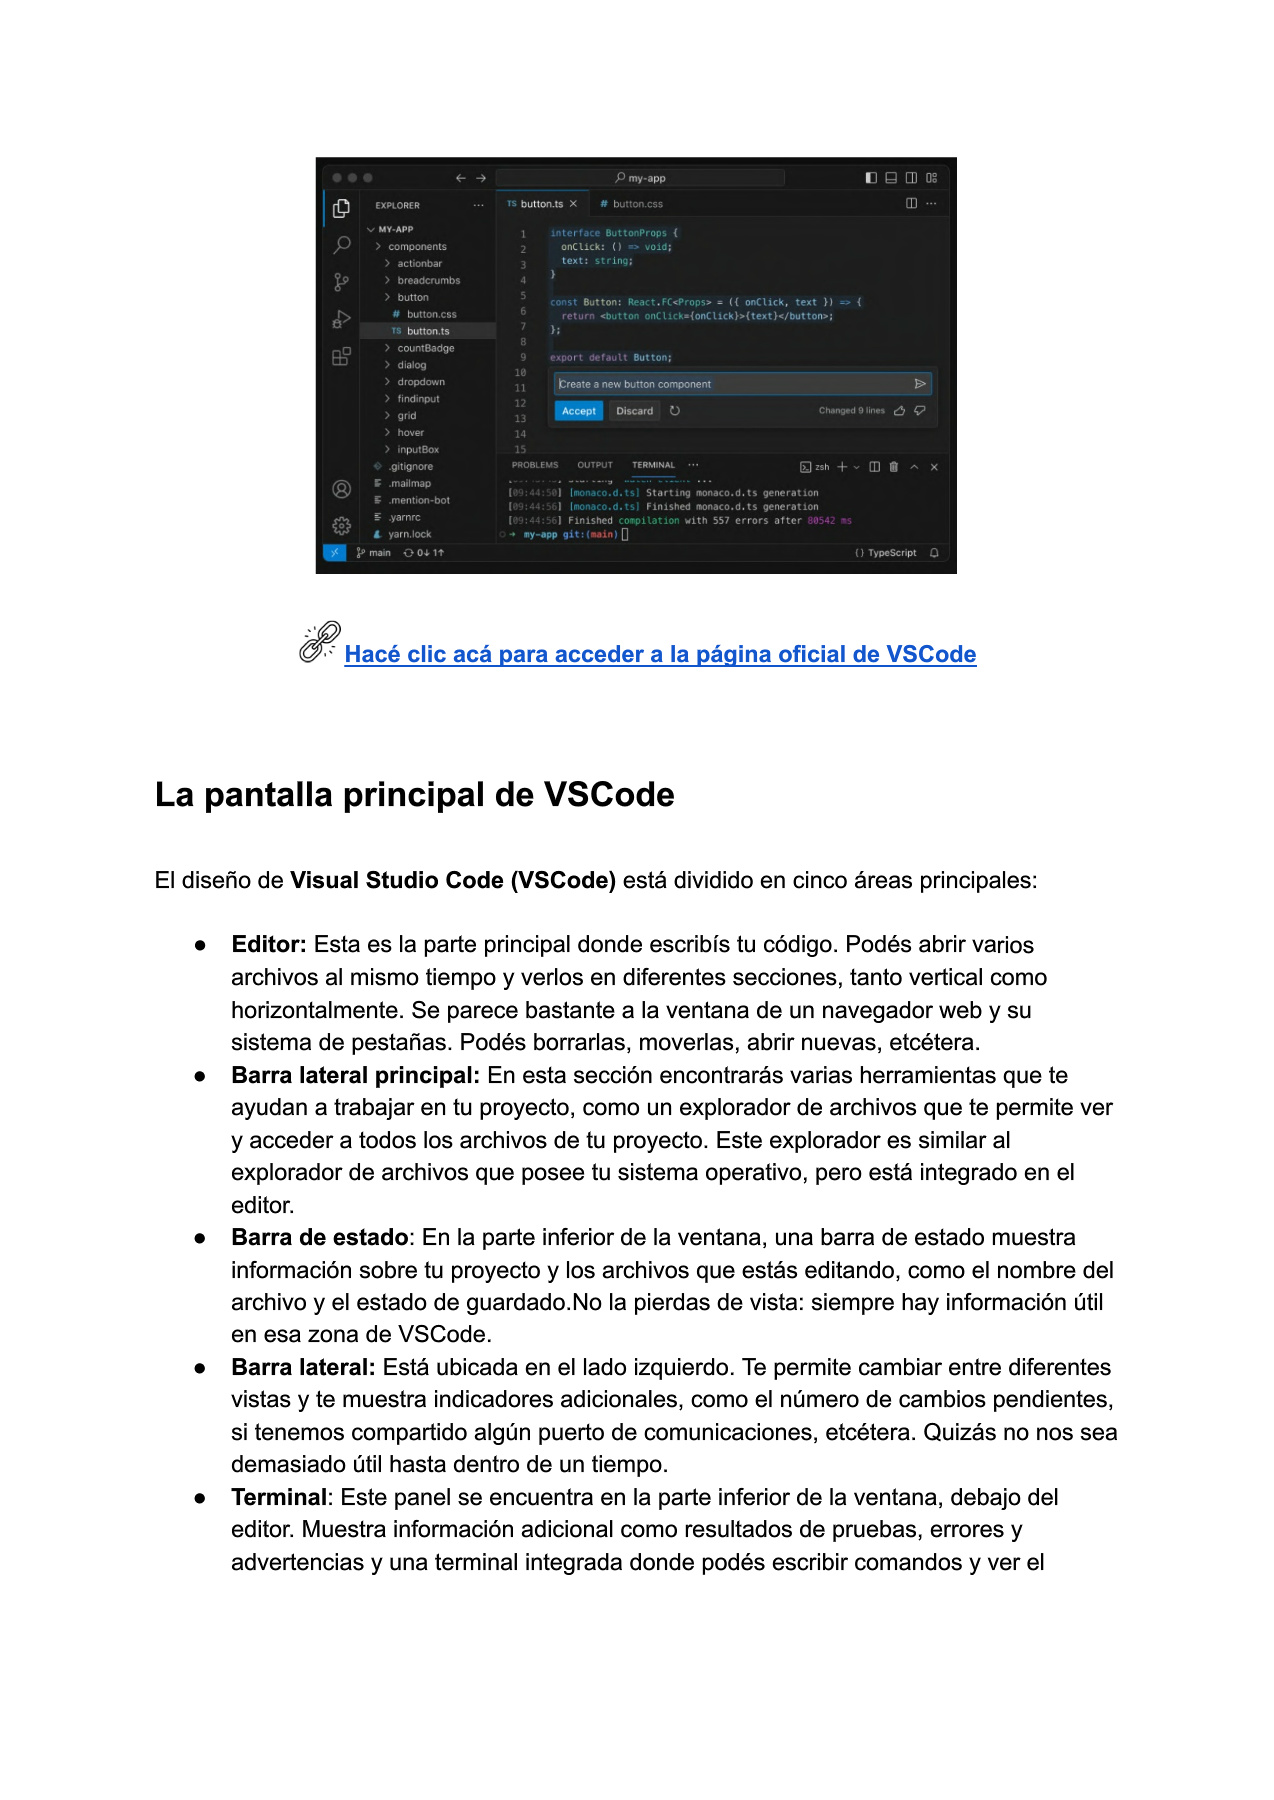 my-app
EXPLORER ...
MY-APP
components
actionbar
breadcrumbs
button
# button.css
TS button.ts
countBadge
dialog
dropdown
findinput
grid
hover
inputBox
.gitignore
.mailmap
.mention-bot
.yarnrc
yarn.lock
TS button.ts ×
# button.css
1 interface ButtonProps {
2 onClick: () => void;
3 text: string;
4 }
5
6 const Button: React.FC<Props> = ({ onClick, text }) => {
7 return <button onClick={onClick}>{text}</button>;
8 };
9 export default Button;
10
11
12
13
14
15
Create a new button component
Accept Discard Changed 9 lines
PROBLEMS OUTPUT TERMINAL ... zsh
[09:44:50] [monaco.d.ts] Starting monaco.d.ts generation
[09:44:56] [monaco.d.ts] Finished monaco.d.ts generation
[09:44:56] Finished compilation with 557 errors after 80542 ms
my-app git:(main)
main 0↓ 1↑ {} TypeScript
Hacé clic acá para acceder a la página oficial de VSCode
La pantalla principal de VSCode
El diseño de Visual Studio Code (VSCode) está dividido en cinco áreas principales:
● Editor: Esta es la parte principal donde escribís tu código. Podés abrir varios
archivos al mismo tiempo y verlos en diferentes secciones, tanto vertical como
horizontalmente. Se parece bastante a la ventana de un navegador web y su
sistema de pestañas. Podés borrarlas, moverlas, abrir nuevas, etcétera.
● Barra lateral principal: En esta sección encontrarás varias herramientas que te
ayudan a trabajar en tu proyecto, como un explorador de archivos que te permite ver
y acceder a todos los archivos de tu proyecto. Este explorador es similar al
explorador de archivos que posee tu sistema operativo, pero está integrado en el
editor.
● Barra de estado: En la parte inferior de la ventana, una barra de estado muestra
información sobre tu proyecto y los archivos que estás editando, como el nombre del
archivo y el estado de guardado.No la pierdas de vista: siempre hay información útil
en esa zona de VSCode.
● Barra lateral: Está ubicada en el lado izquierdo. Te permite cambiar entre diferentes
vistas y te muestra indicadores adicionales, como el número de cambios pendientes,
si tenemos compartido algún puerto de comunicaciones, etcétera. Quizás no nos sea
demasiado útil hasta dentro de un tiempo.
● Terminal: Este panel se encuentra en la parte inferior de la ventana, debajo del
editor. Muestra información adicional como resultados de pruebas, errores y
advertencias y una terminal integrada donde podés escribir comandos y ver el